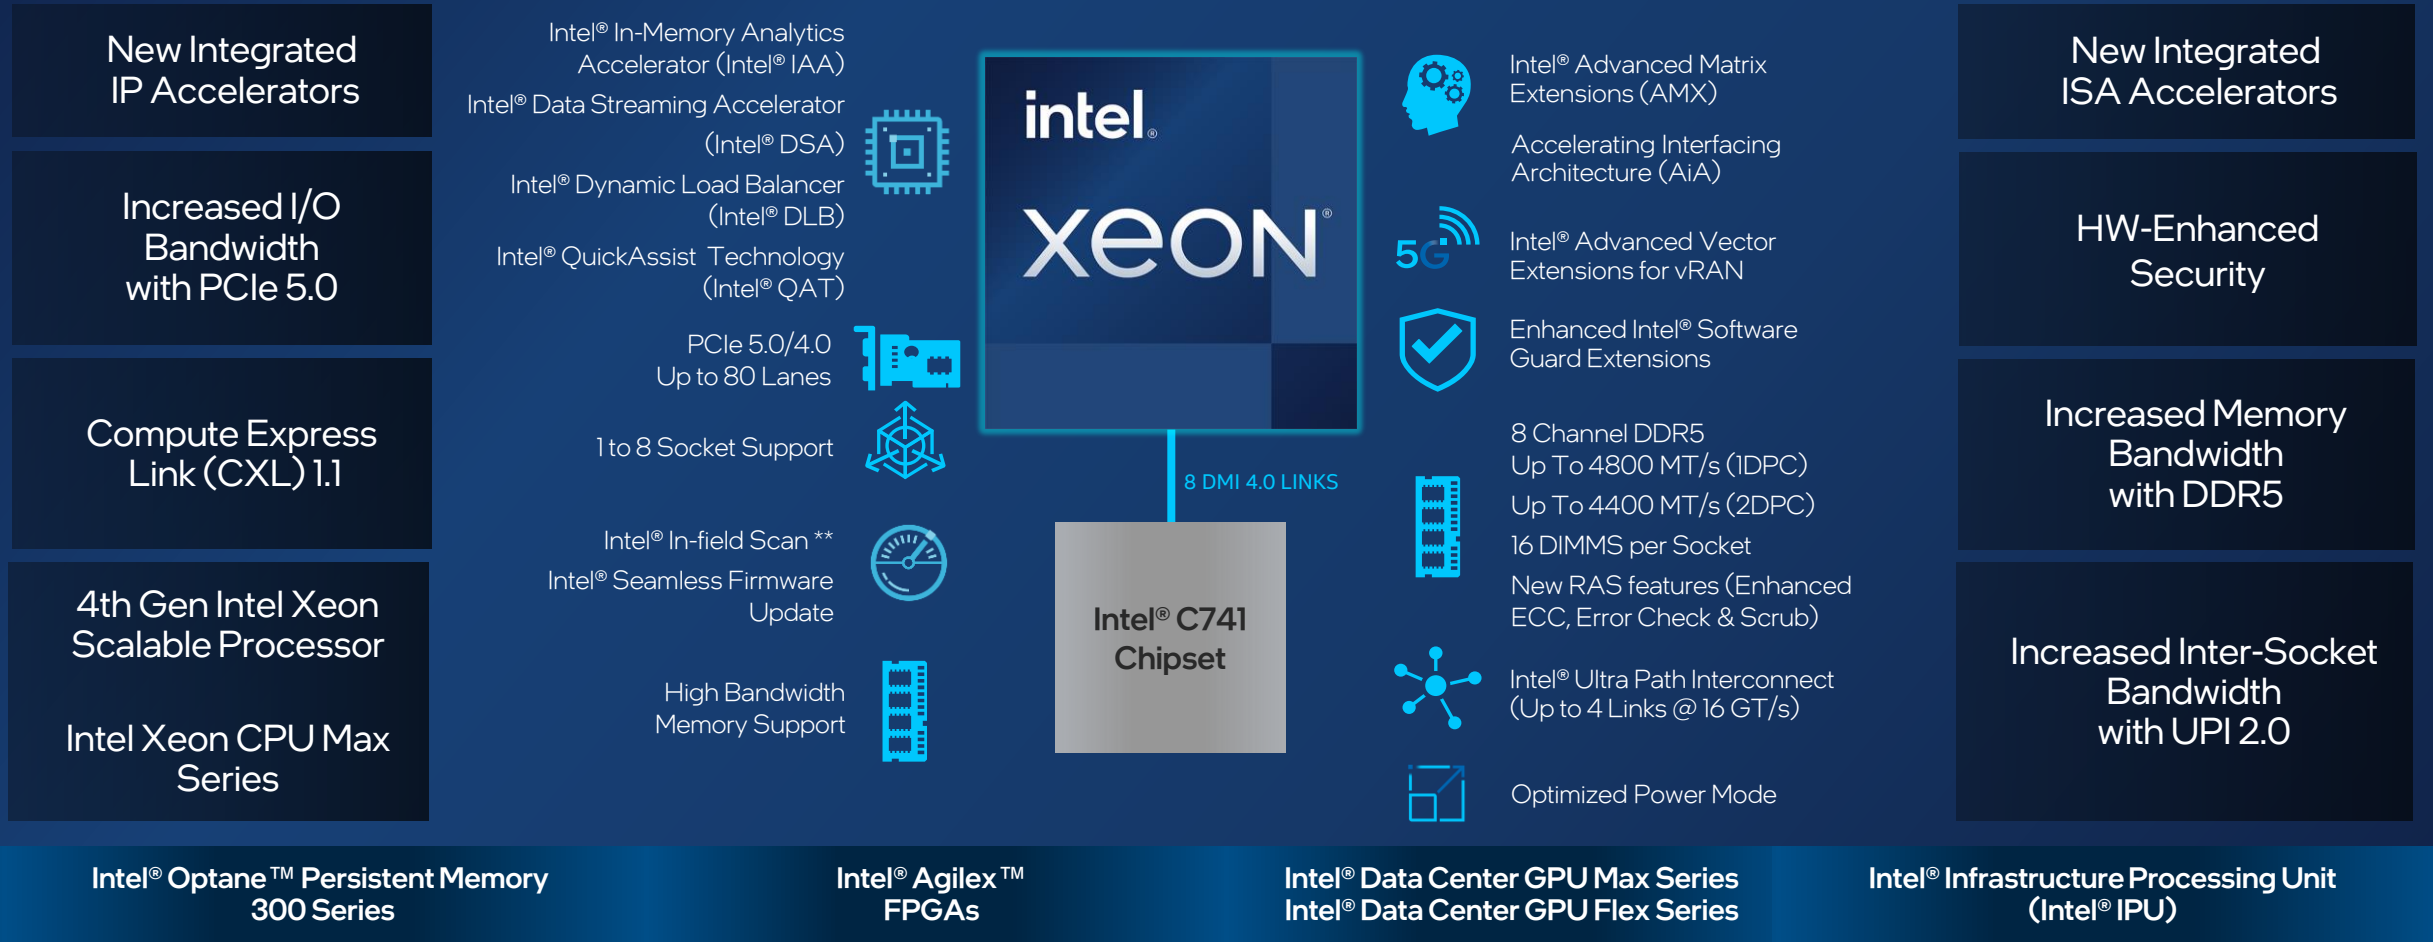 New Integrated
IP Accelerators
Increased I/O
Bandwidth
with PCIe 5.0
Compute Express
Link (CXL) 1.1
4th Gen Intel Xeon
Scalable Processor
Intel Xeon CPU Max
Series
Intel® In-Memory Analytics
Accelerator (Intel® IAA)
Intel® Data Streaming Accelerator
(Intel® DSA)
Intel® Dynamic Load Balancer
(Intel® DLB)
Intel® QuickAssist Technology
(Intel® QAT)
PCIe 5.0/4.0
Up to 80 Lanes
1 to 8 Socket Support
Intel® In-field Scan **
Intel® Seamless Firmware
Update
High Bandwidth
Memory Support
intel®
xeon®
8 DMI 4.0 LINKS
Intel® C741
Chipset
Intel® Advanced Matrix
Extensions (AMX)
Accelerating Interfacing
Architecture (AiA)
5G
Intel® Advanced Vector
Extensions for vRAN
Enhanced Intel® Software
Guard Extensions
8 Channel DDR5
Up To 4800 MT/s (1DPC)
Up To 4400 MT/s (2DPC)
16 DIMMS per Socket
New RAS features (Enhanced
ECC, Error Check & Scrub)
Intel® Ultra Path Interconnect
(Up to 4 Links @ 16 GT/s)
Optimized Power Mode
New Integrated
ISA Accelerators
HW-Enhanced
Security
Increased Memory
Bandwidth
with DDR5
Increased Inter-Socket
Bandwidth
with UPI 2.0
Intel® Optane™ Persistent Memory
300 Series
Intel® Agilex™
FPGAs
Intel® Data Center GPU Max Series
Intel® Data Center GPU Flex Series
Intel® Infrastructure Processing Unit
(Intel® IPU)